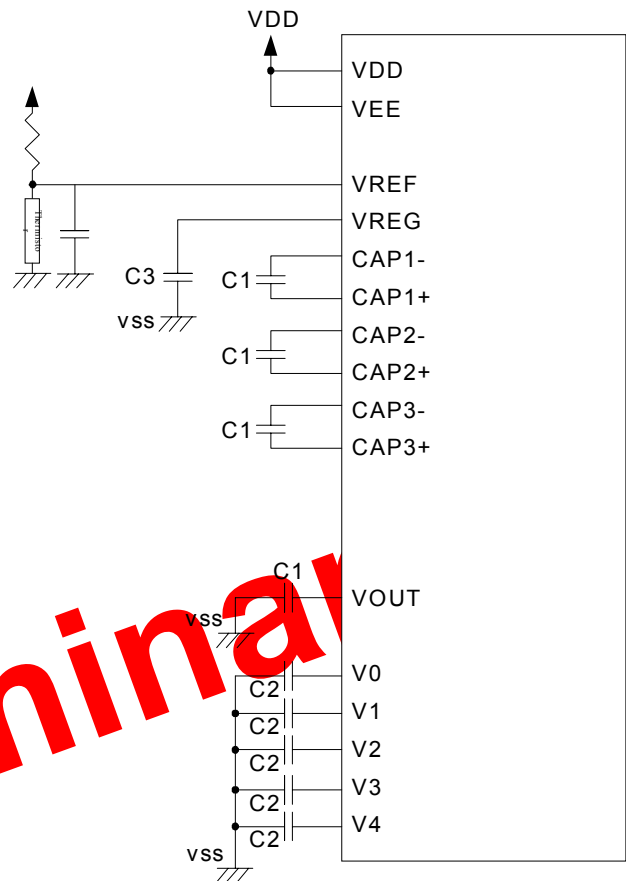 VDD
VDD
VEE
VREF
VREG
CAP1-
C3
C1
CAP1+
vss
CAP2-
C1
CAP2+
CAP3-
C1
CAP3+
C1
VOUT
vss
V0
C2
V1
C2
V2
C2
V3
C2
V4
C2
vss
Thermisto
r
minar